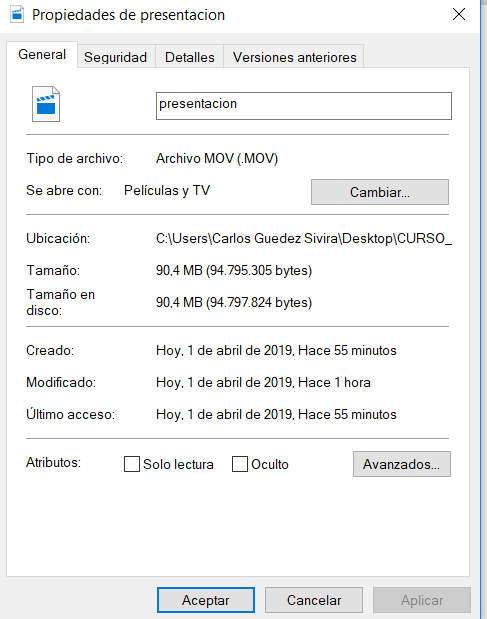 Propiedades de presentacion
General Seguridad Detalles Versiones anteriores
presentacion
Tipo de archivo: Archivo MOV (.MOV)
Se abre con: Películas y TV Cambiar...
Ubicación: C:\Users\Carlos Guedez Sivira\Desktop\CURSO_
Tamaño: 90,4 MB (94.795.305 bytes)
Tamaño en
disco: 90,4 MB (94.797.824 bytes)
Creado: Hoy, 1 de abril de 2019, Hace 55 minutos
Modificado: Hoy, 1 de abril de 2019, Hace 1 hora
Último acceso: Hoy, 1 de abril de 2019, Hace 55 minutos
Atributos: Solo lectura Oculto Avanzados...
Aceptar Cancelar Aplicar